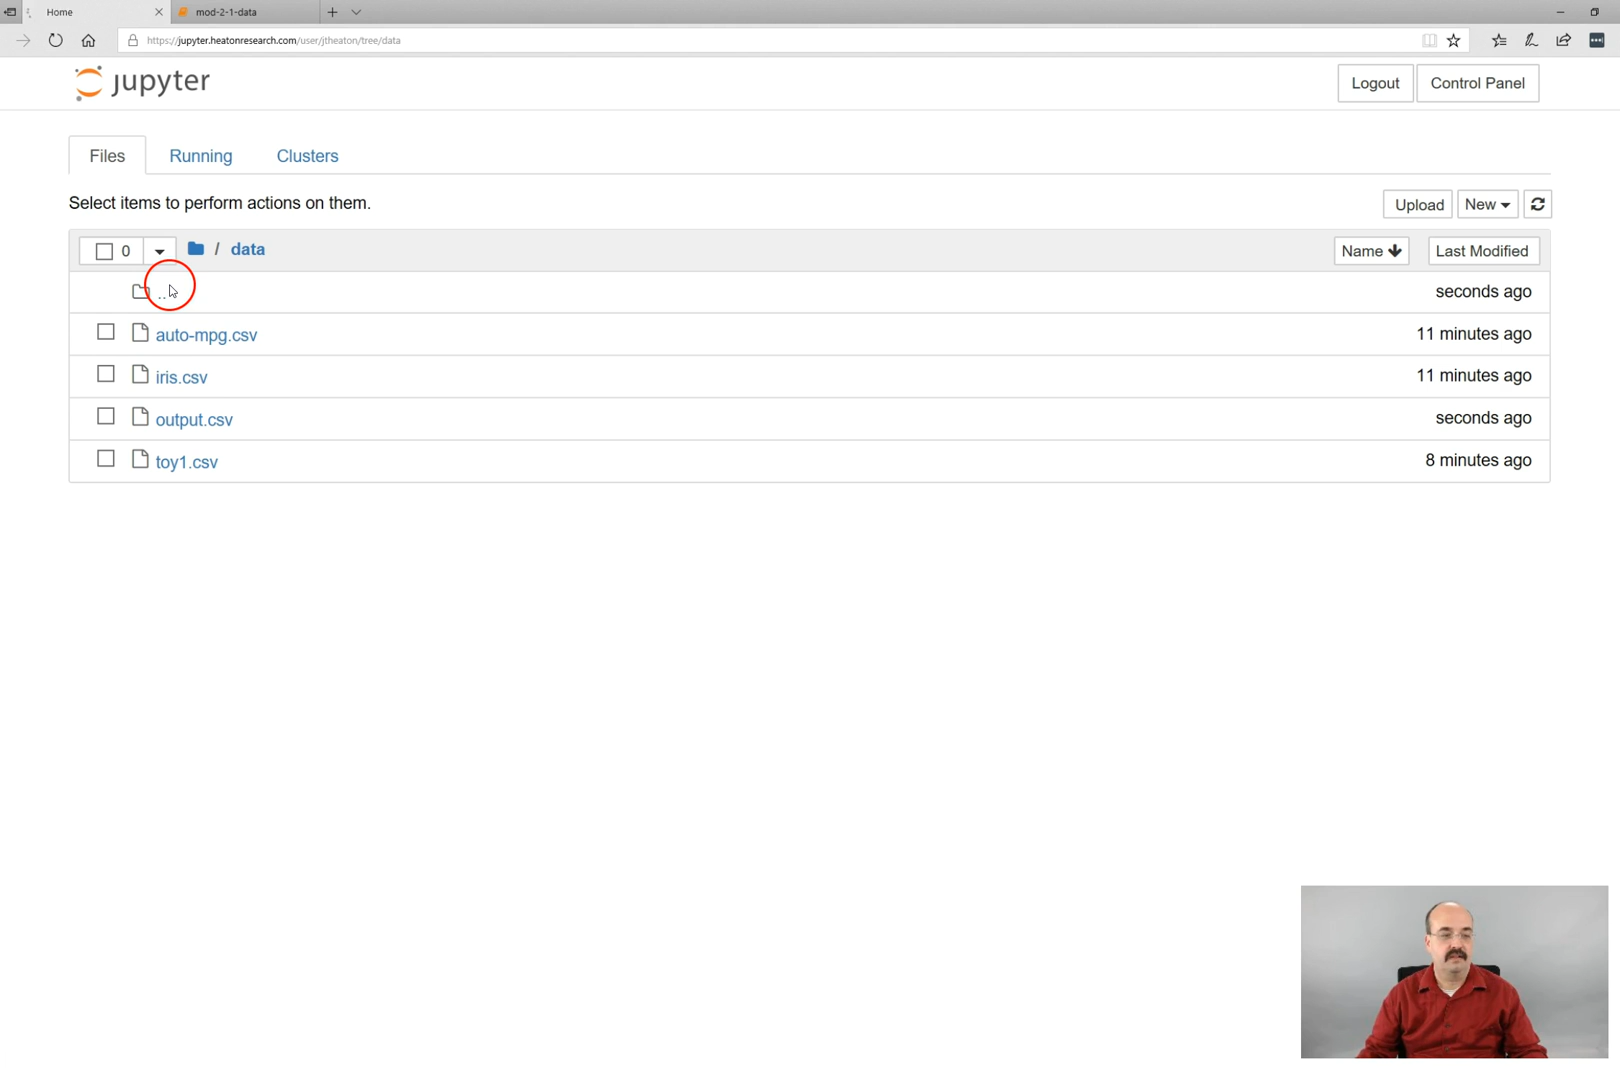 Home
mod-2-1-data
https://jupyter.heatonresearch.com/user/jtheaton/tree/data
jupyter
Logout
Control Panel
Files
Running
Clusters
Select items to perform actions on them.
Upload
New
0
/ data
Name
Last Modified
..
seconds ago
auto-mpg.csv
11 minutes ago
iris.csv
11 minutes ago
output.csv
seconds ago
toy1.csv
8 minutes ago